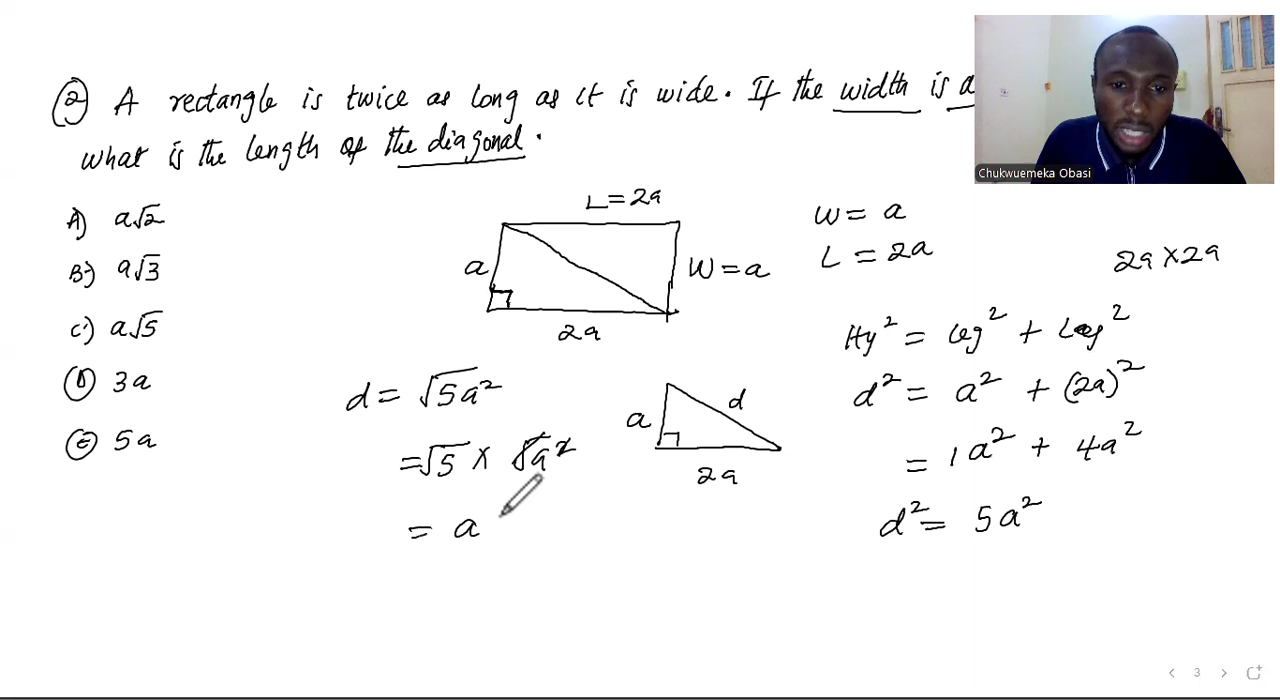 (2) A rectangle is twice as long as it is wide. If the width is a
what is the length of the diagonal.
A) a√2
B) a√3
C) a√5
D 3a
E 5a
L = 2a
a
W = a
2a
W = a
L = 2a
2a × 2a
Hy² = leg² + Leg²
d² = a² + (2a)²
= 1a² + 4a²
d² = 5a²
a
d
2a
d = √5a²
= √5 × √a²
= a
Chukwuemeka Obasi
< 3 >